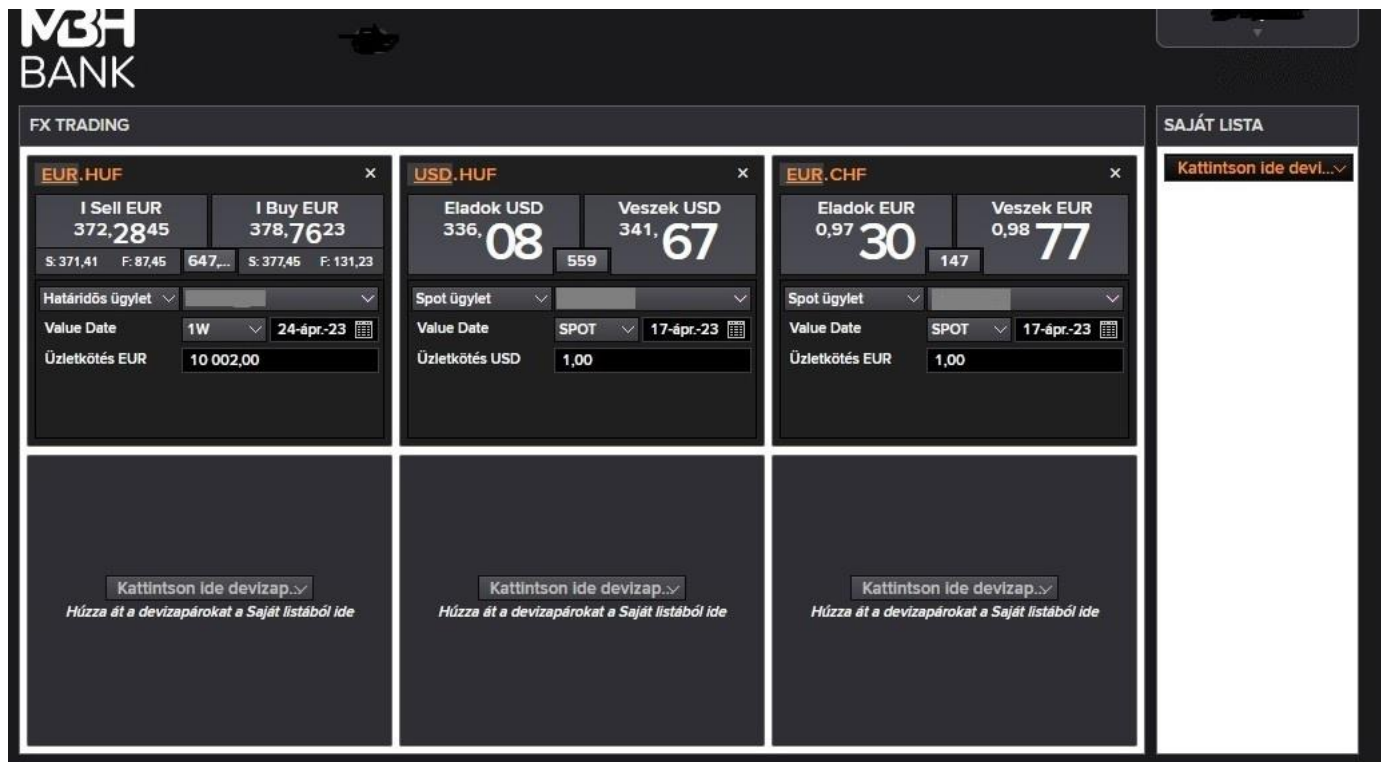 MBH
BANK
FX TRADING
SAJÁT LISTA
Kattintson ide devi...
EUR.HUF
I Sell EUR
372,2845
I Buy EUR
378,7623
S: 371,41 F: 87,45
647,...
S: 377,45 F: 131,23
Határidős ügylet
Value Date
1W
24-ápr.-23
Üzletkötés EUR
10 002,00
USD.HUF
Eladok USD
336,08
Veszek USD
341,67
559
Spot ügylet
Value Date
SPOT
17-ápr.-23
Üzletkötés USD
1,00
EUR.CHF
Eladok EUR
0,97 30
Veszek EUR
0,98 77
147
Spot ügylet
Value Date
SPOT
17-ápr.-23
Üzletkötés EUR
1,00
Kattintson ide devizap...
Húzza át a devizapárokat a Saját listából ide
Kattintson ide devizap...
Húzza át a devizapárokat a Saját listából ide
Kattintson ide devizap...
Húzza át a devizapárokat a Saját listából ide